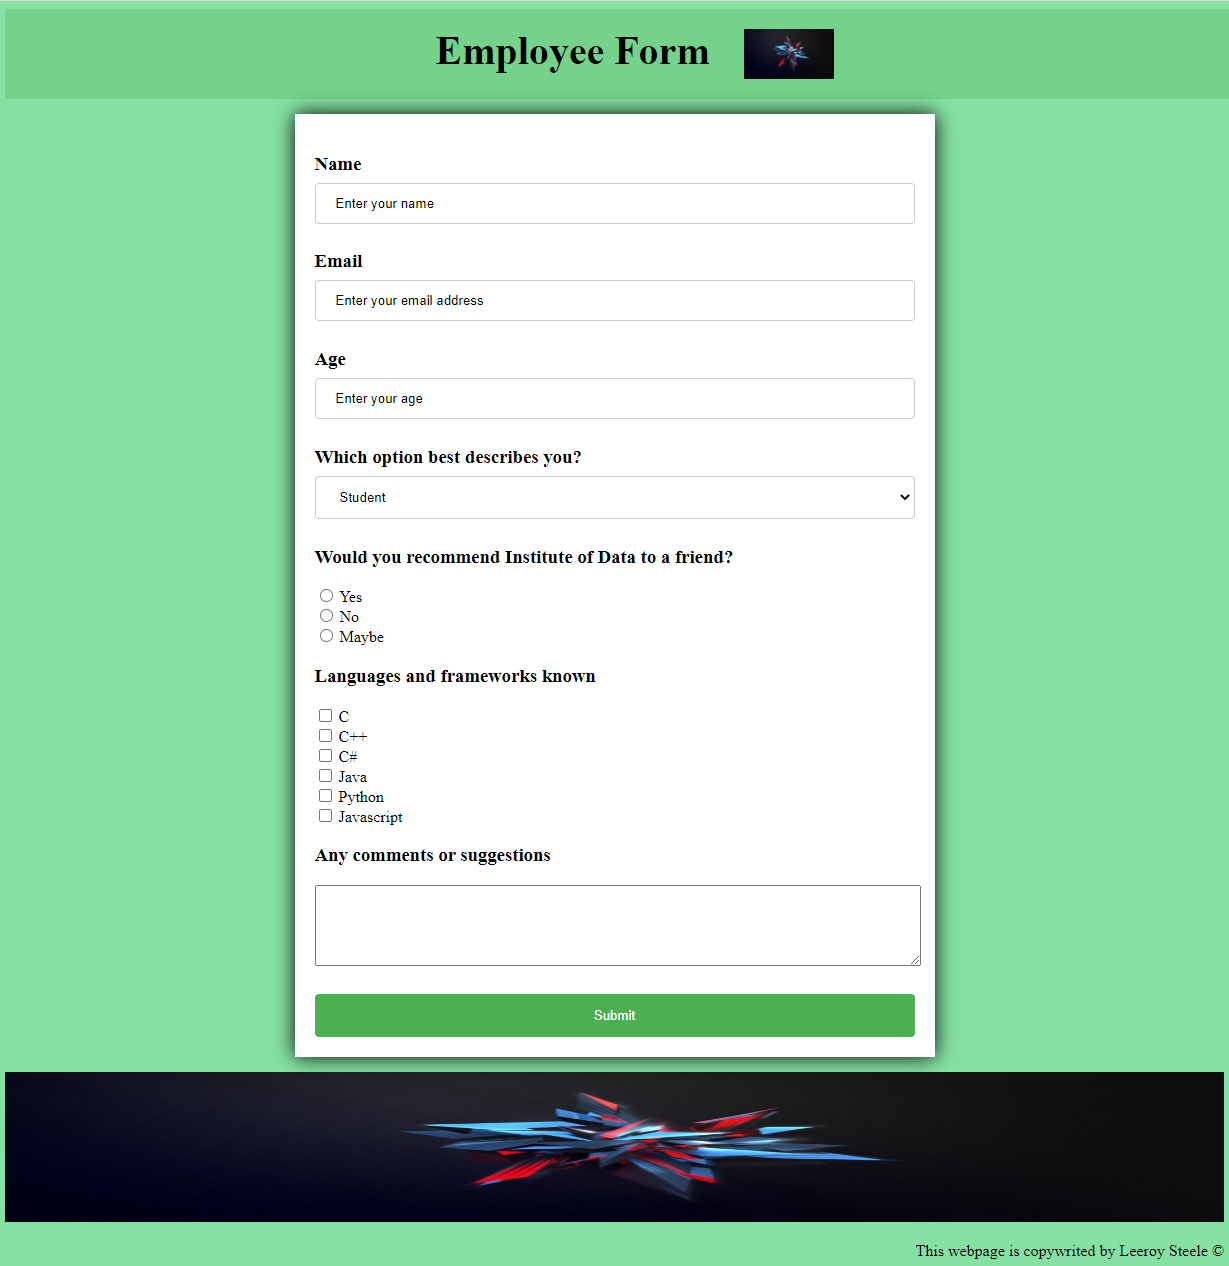 Employee Form
Name
Enter your name
Email
Enter your email address
Age
Enter your age
Which option best describes you?
Student
Would you recommend Institute of Data to a friend?
Yes
No
Maybe
Languages and frameworks known
C
C++
C#
Java
Python
Javascript
Any comments or suggestions
Submit
This webpage is copywrited by Leeroy Steele ©